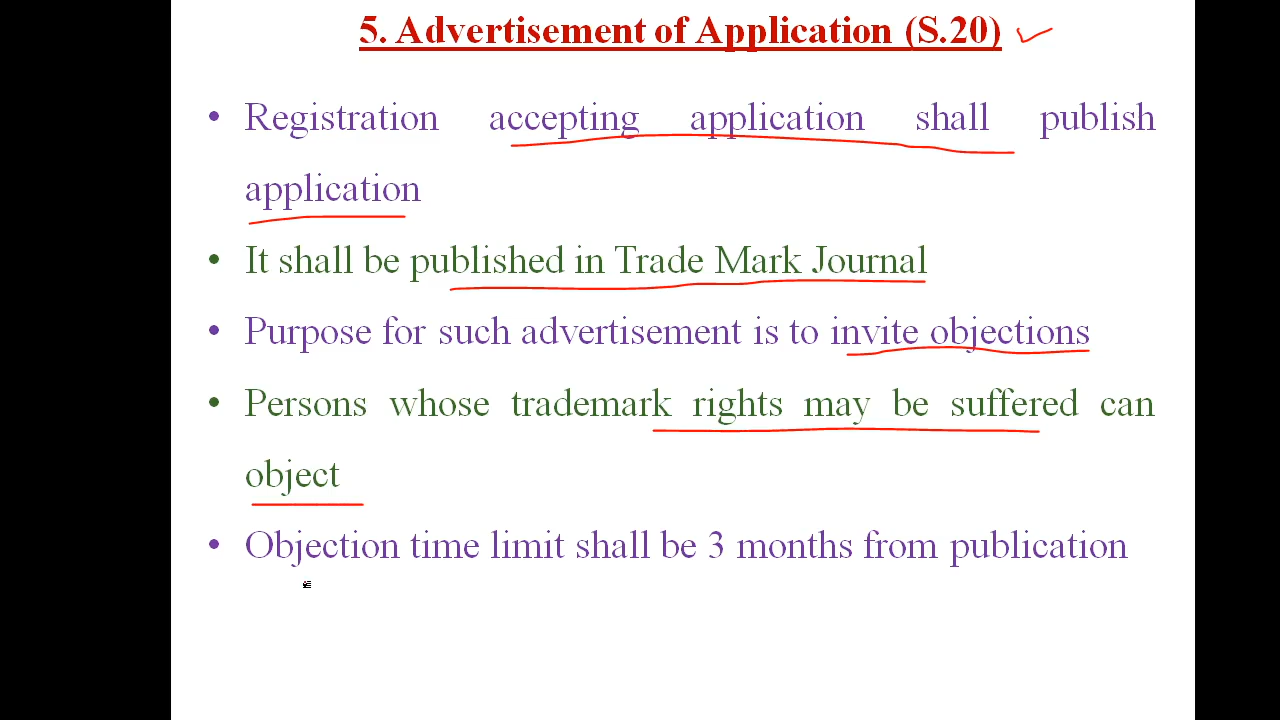 5. Advertisement of Application (S.20)
• Registration accepting application shall publish
application
• It shall be published in Trade Mark Journal
• Purpose for such advertisement is to invite objections
• Persons whose trademark rights may be suffered can
object
• Objection time limit shall be 3 months from publication